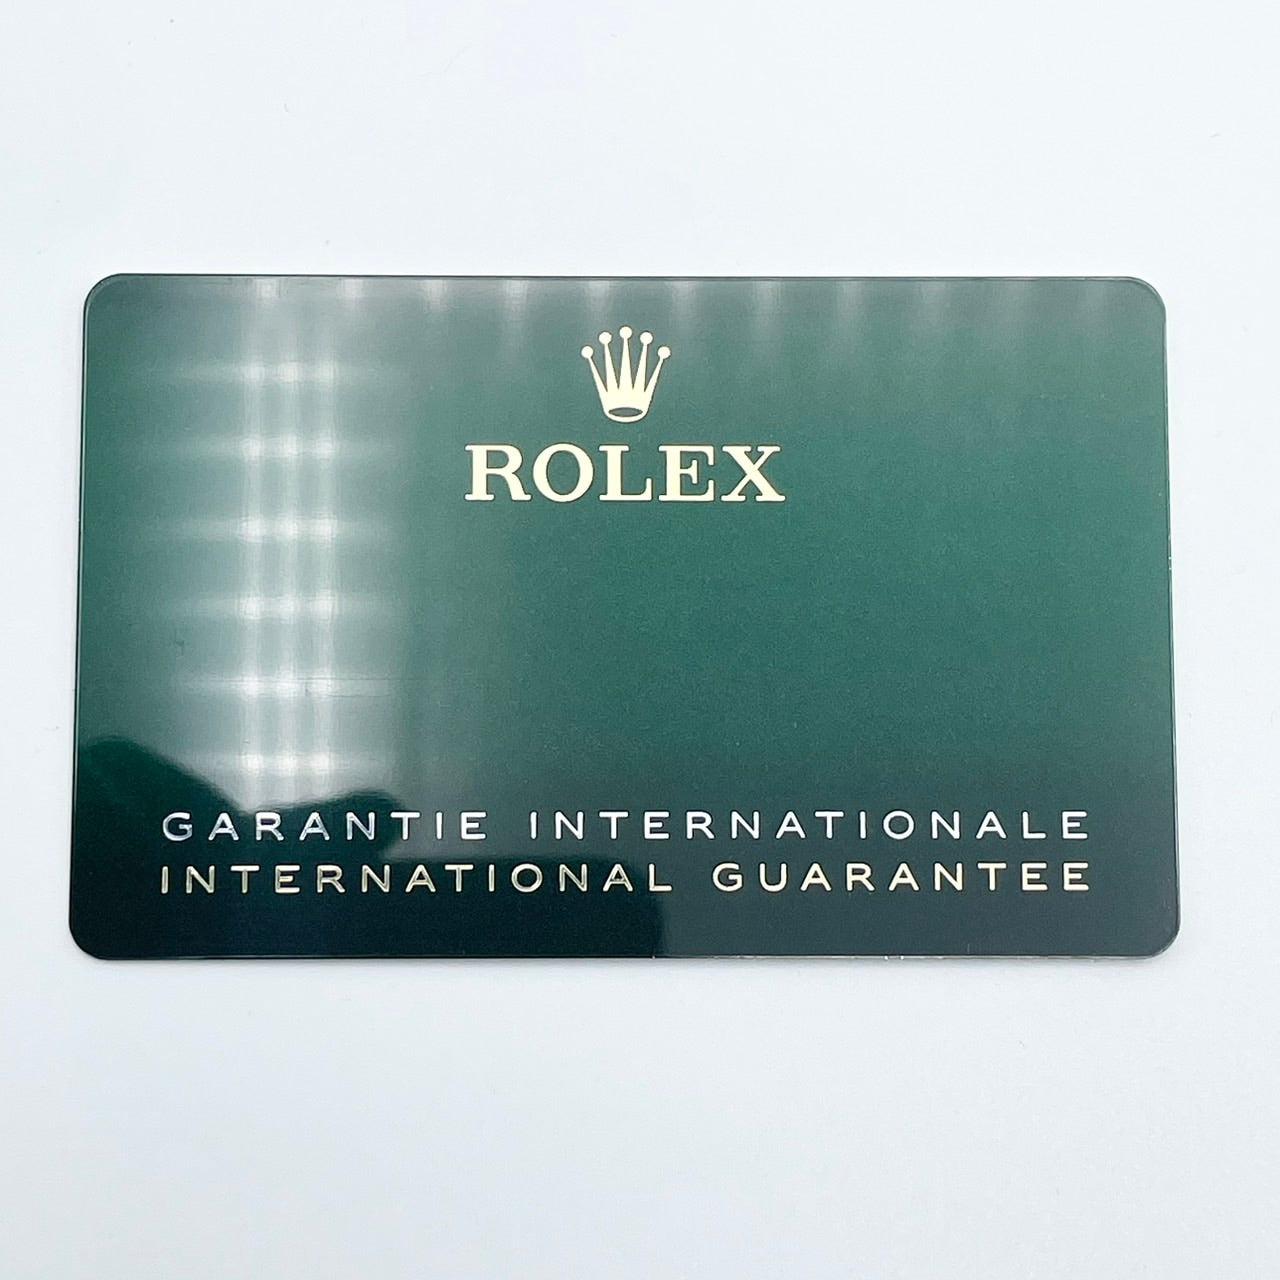 ROLEX
GARANTIE INTERNATIONALE
INTERNATIONAL GUARANTEE